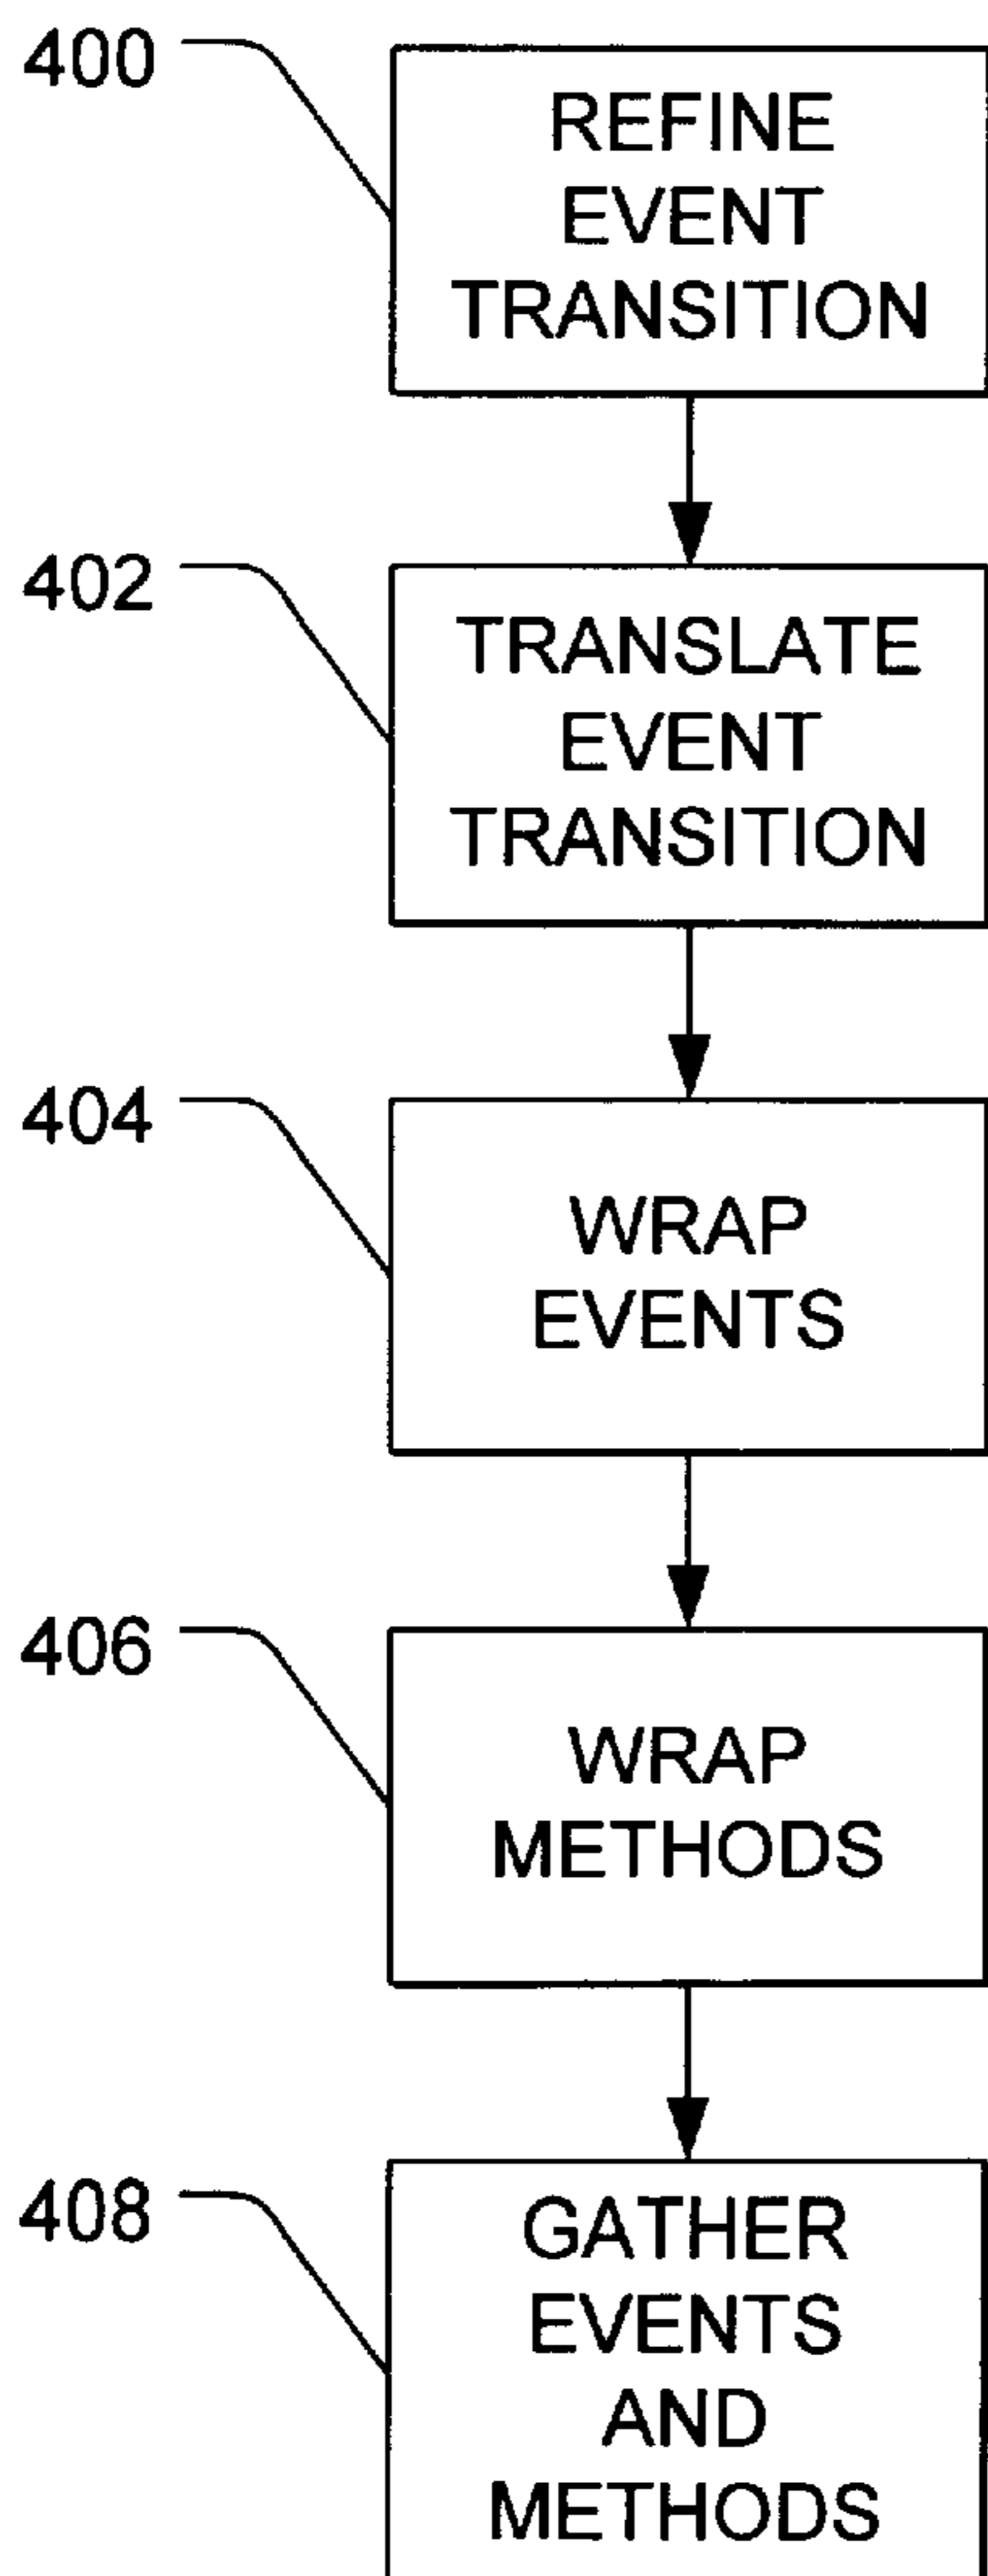 400
REFINE
EVENT
TRANSITION
402
TRANSLATE
EVENT
TRANSITION
404
WRAP
EVENTS
406
WRAP
METHODS
408
GATHER
EVENTS
AND
METHODS